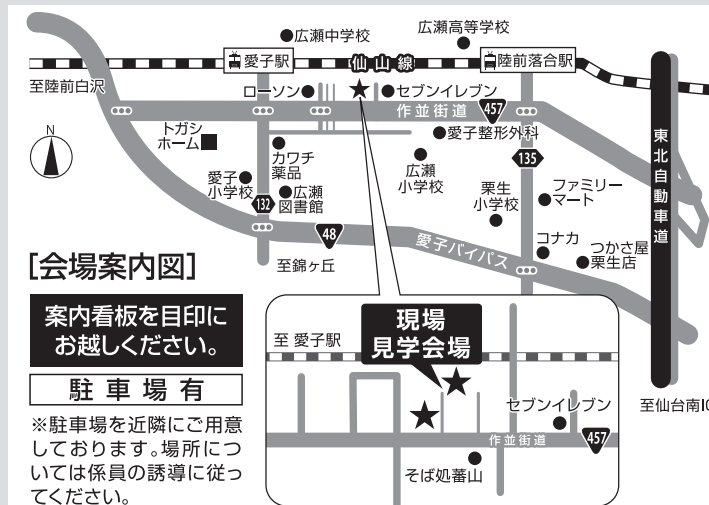 広瀬中学校
広瀬高等学校
愛子駅
仙山線
陸前落合駅
至陸前白沢
ローソン
セブンイレブン
作並街道
457
N
トガシ
ホーム
カワチ
薬品
愛子整形外科
135
東北自動車道
広瀬
小学校
愛子
小学校
132
広瀬
図書館
栗生
小学校
ファミリー
マート
48
愛子バイパス
コナカ
つかさ屋
栗生店
至錦ヶ丘
[会場案内図]
案内看板を目印に
お越しください。
駐車場有
※駐車場を近隣にご用意
しております。場所につ
いては係員の誘導に従っ
てください。
現場
見学会場
至 愛子駅
セブンイレブン
作並街道
457
そば処蕃山
至仙台南IC